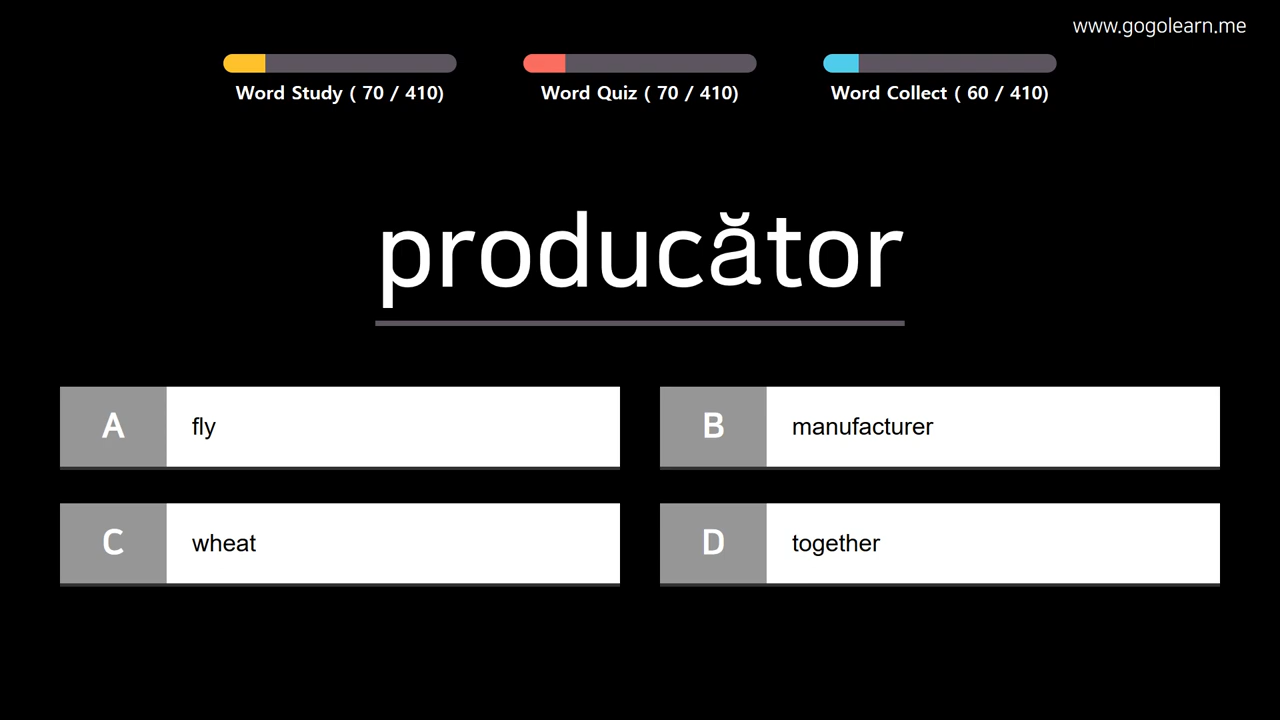 www.gogolearn.me
Word Study ( 70 / 410)
Word Quiz ( 70 / 410)
Word Collect ( 60 / 410)
producător
A fly
B manufacturer
C wheat
D together